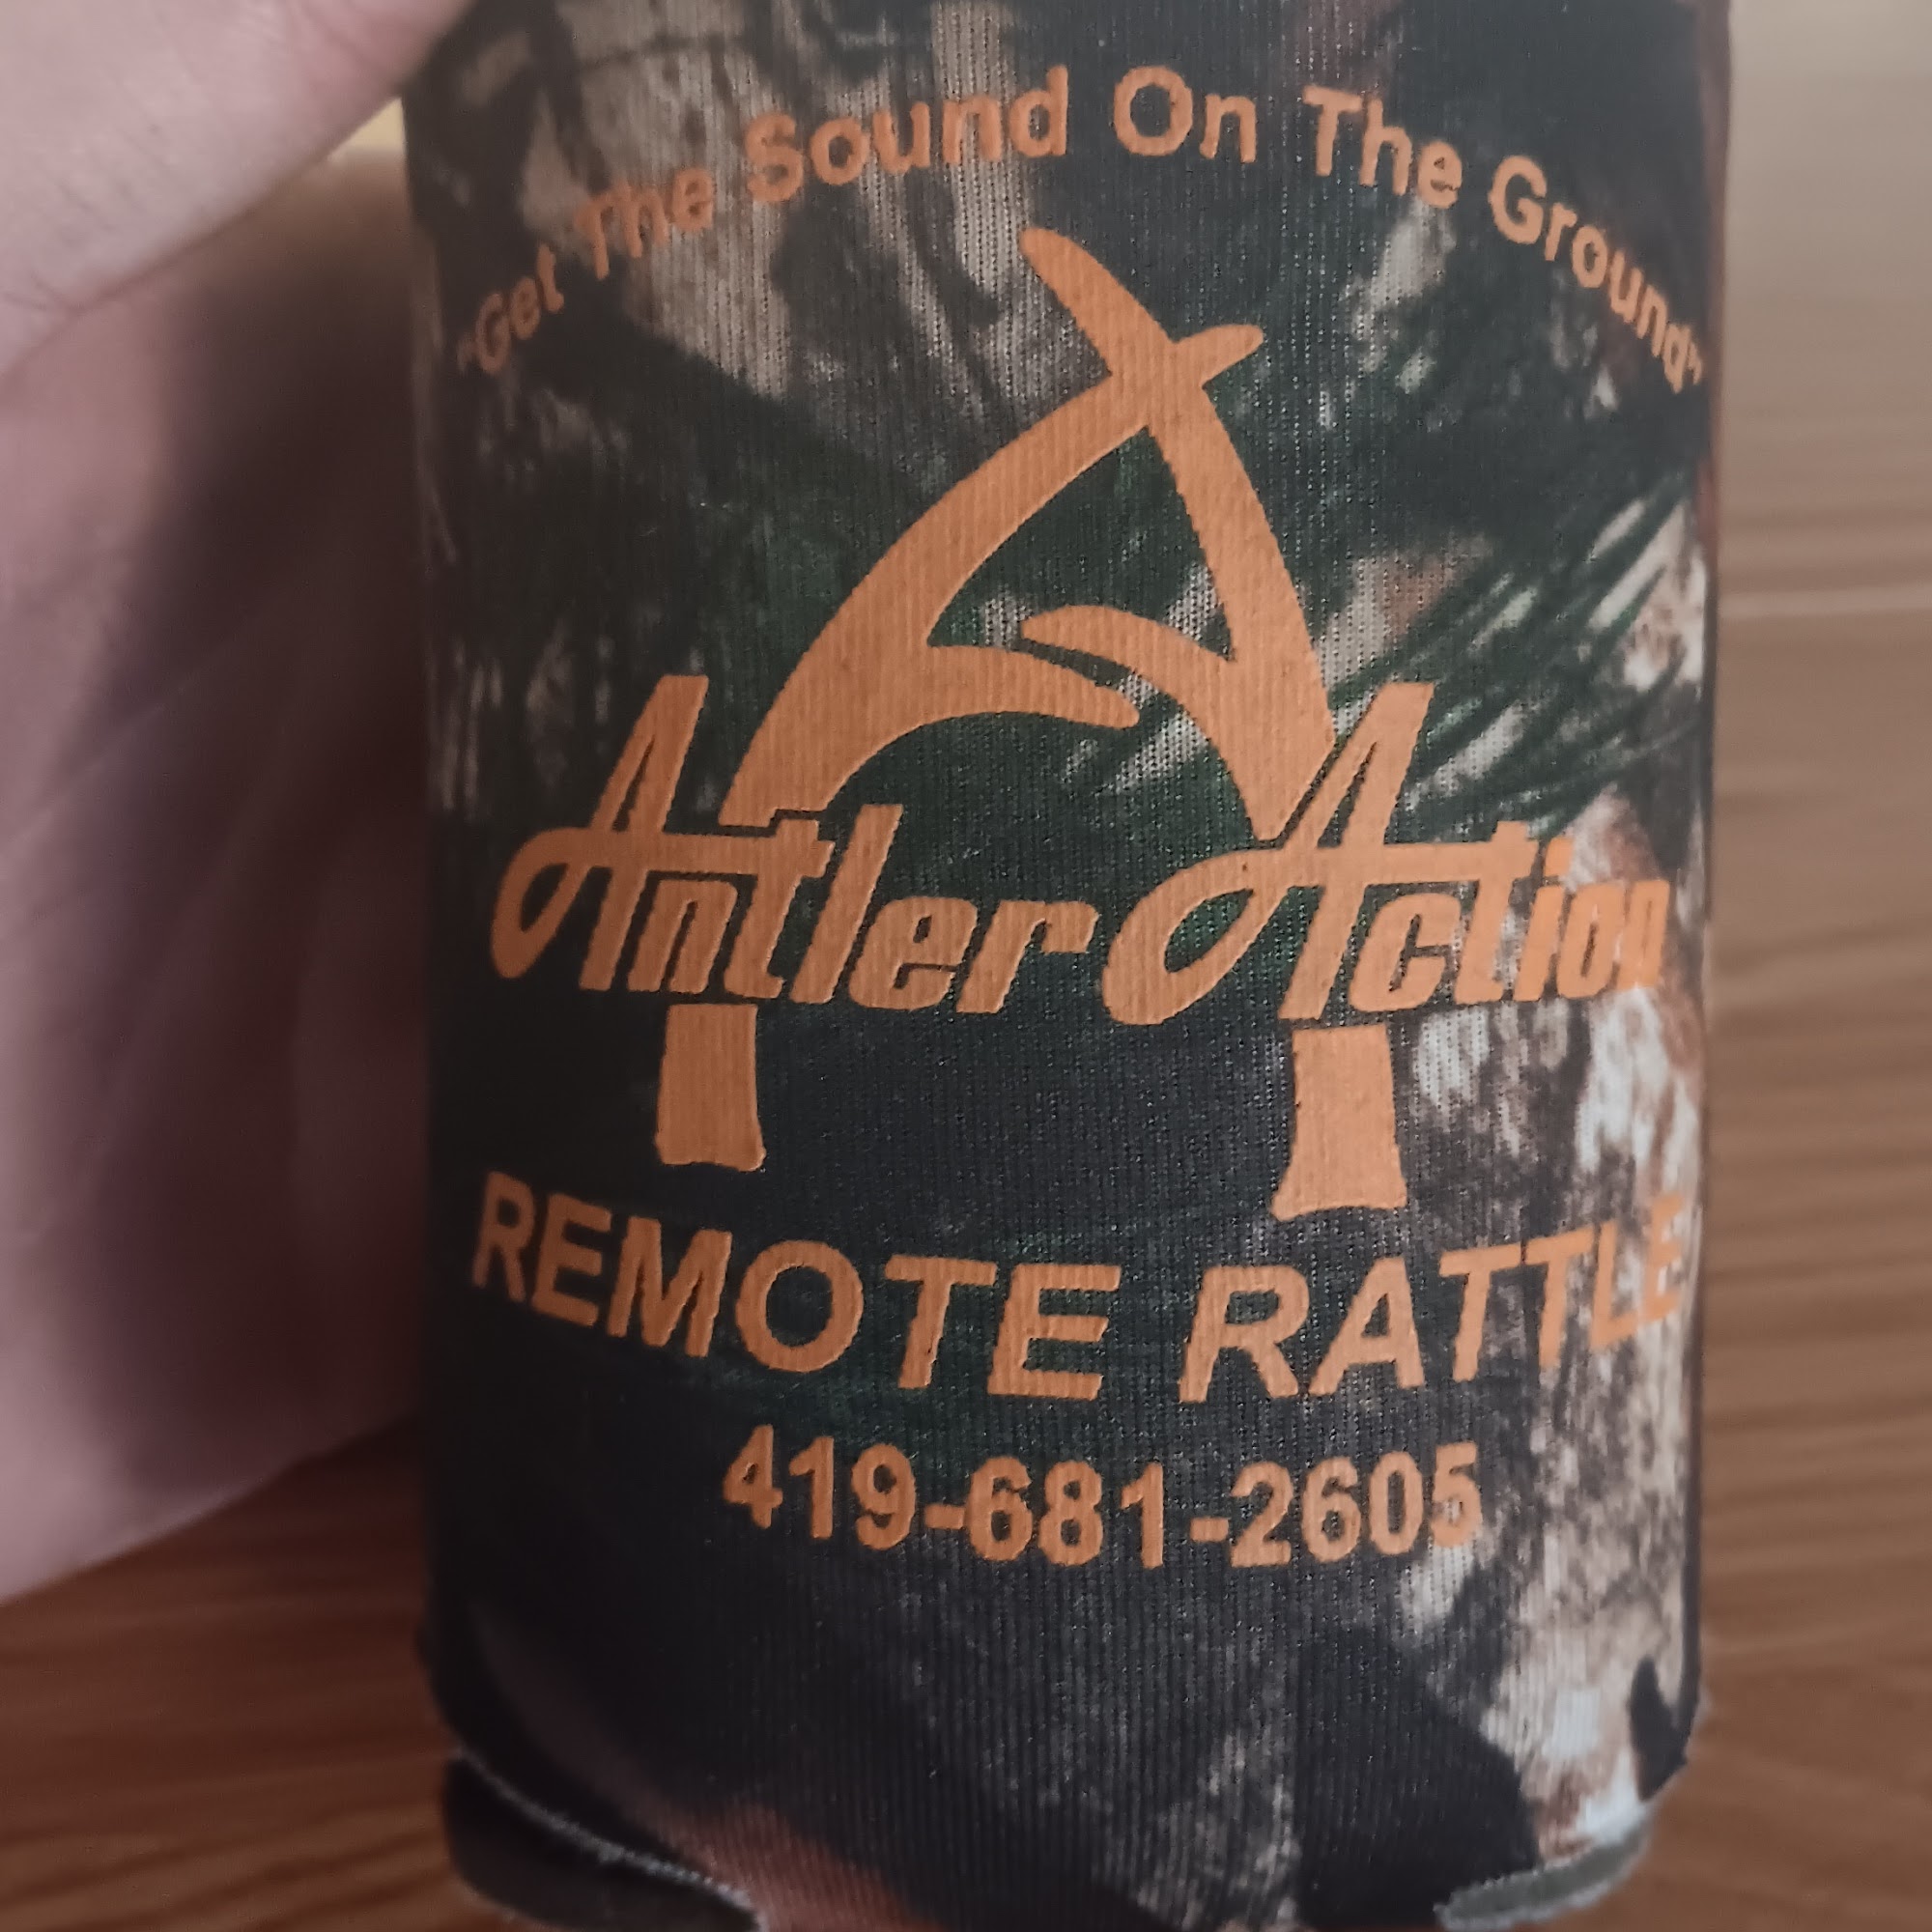 "Get The Sound On The Ground"
Antler Action
REMOTE RATTLE
419-681-2605